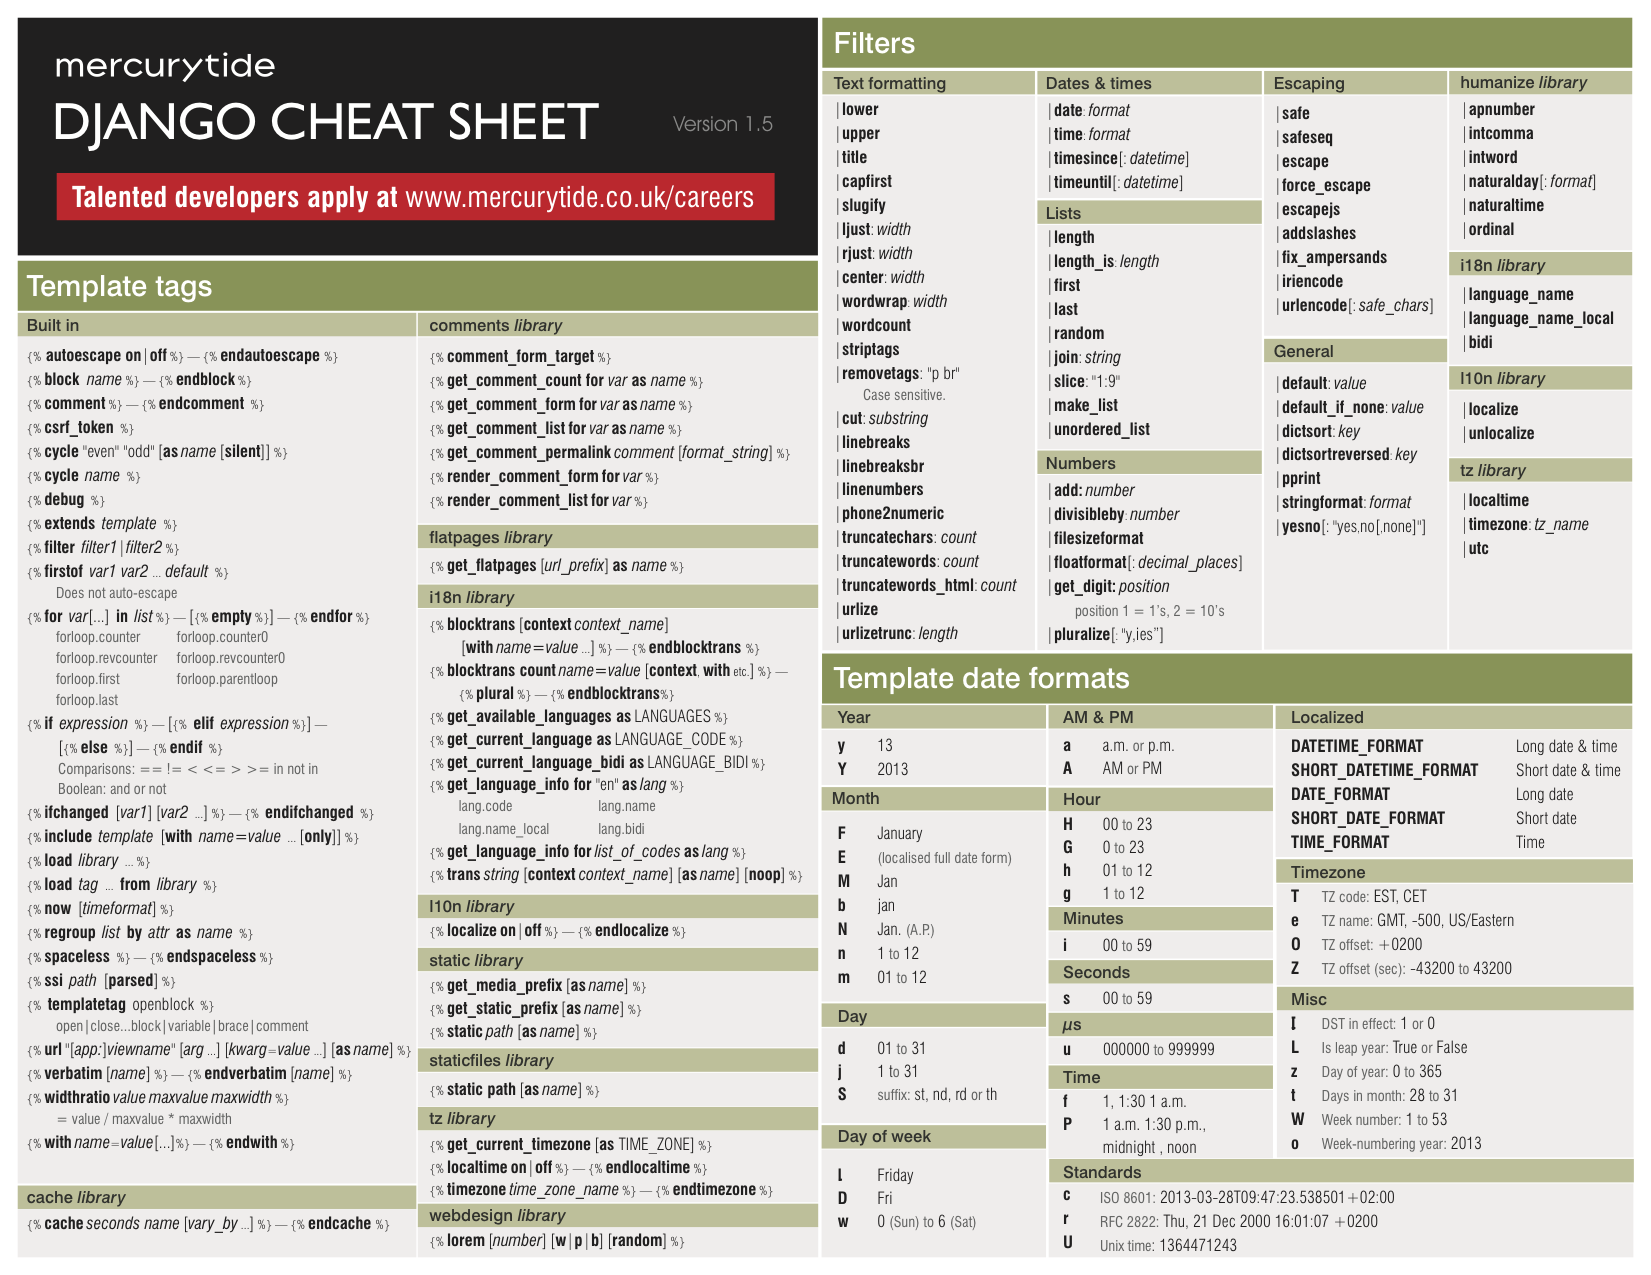 mercurytide
DJANGO CHEAT SHEET
Version 1.5
Talented developers apply at www.mercurytide.co.uk/careers
Template tags
Built in
{% autoescape on|off %} — {% endautoescape %}
{% block name %} — {% endblock %}
{% comment %} — {% endcomment %}
{% csrf_token %}
{% cycle "even" "odd" [as name [silent]] %}
{% cycle name %}
{% debug %}
{% extends template %}
{% filter filter1|filter2 %}
{% firstof var1 var2 ... default %}
Does not auto-escape
{% for var[...] in list %} — [{% empty %}] — {% endfor %}
forloop.counter forloop.counter0
forloop.revcounter forloop.revcounter0
forloop.first forloop.parentloop
forloop.last
{% if expression %} — [{% elif expression %}] —
[{% else %}] — {% endif %}
Comparisons: == != < <= > >= in not in
Boolean: and or not
{% ifchanged [var1] [var2 ...] %} — {% endifchanged %}
{% include template [with name=value ... [only]] %}
{% load library ... %}
{% load tag ... from library %}
{% now [timeformat] %}
{% regroup list by attr as name %}
{% spaceless %} — {% endspaceless %}
{% ssi path [parsed] %}
{% templatetag openblock %}
open|close...block|variable|brace|comment
{% url "[app:]viewname" [arg ...] [kwarg=value ...] [as name] %}
{% verbatim [name] %} — {% endverbatim [name] %}
{% widthratio value maxvalue maxwidth %}
= value / maxvalue * maxwidth
{% with name=value[...]%} — {% endwith %}
cache library
{% cache seconds name [vary_by ...] %} — {% endcache %}
comments library
{% comment_form_target %}
{% get_comment_count for var as name %}
{% get_comment_form for var as name %}
{% get_comment_list for var as name %}
{% get_comment_permalink comment [format_string] %}
{% render_comment_form for var %}
{% render_comment_list for var %}
flatpages library
{% get_flatpages [url_prefix] as name %}
i18n library
{% blocktrans [context context_name]
[with name=value ...] %} — {% endblocktrans %}
{% blocktrans count name=value [context, with etc.] %} —
{% plural %} — {% endblocktrans%}
{% get_available_languages as LANGUAGES %}
{% get_current_language as LANGUAGE_CODE %}
{% get_current_language_bidi as LANGUAGE_BIDI %}
{% get_language_info for "en" as lang %}
lang.code lang.name
lang.name_local lang.bidi
{% get_language_info for list_of_codes as lang %}
{% trans string [context context_name] [as name] [noop] %}
l10n library
{% localize on|off %} — {% endlocalize %}
static library
{% get_media_prefix [as name] %}
{% get_static_prefix [as name] %}
{% static path [as name] %}
staticfiles library
{% static path [as name] %}
tz library
{% get_current_timezone [as TIME_ZONE] %}
{% localtime on|off %} — {% endlocaltime %}
{% timezone time_zone_name %} — {% endtimezone %}
webdesign library
{% lorem [number] [w|p|b] [random] %}
Filters
Text formatting
|lower
|upper
|title
|capfirst
|slugify
|ljust: width
|rjust: width
|center: width
|wordwrap: width
|wordcount
|striptags
|removetags: "p br"
Case sensitive.
|cut: substring
|linebreaks
|linebreaksbr
|linenumbers
|phone2numeric
|truncatechars: count
|truncatewords: count
|truncatewords_html: count
|urlize
|urlizetrunc: length
Dates & times
|date: format
|time: format
|timesince[: datetime]
|timeuntil[: datetime]
Lists
|length
|length_is: length
|first
|last
|random
|join: string
|slice: "1:9"
|make_list
|unordered_list
Numbers
|add: number
|divisibleby: number
|filesizeformat
|floatformat[: decimal_places]
|get_digit: position
position 1 = 1's, 2 = 10's
|pluralize[: "y,ies"]
Escaping
|safe
|safeseq
|escape
|force_escape
|escapejs
|addslashes
|fix_ampersands
|iriencode
|urlencode[: safe_chars]
General
|default: value
|default_if_none: value
|dictsort: key
|dictsortreversed: key
|pprint
|stringformat: format
|yesno[: "yes,no[,none]"]
humanize library
|apnumber
|intcomma
|intword
|naturalday[: format]
|naturaltime
|ordinal
i18n library
|language_name
|language_name_local
|bidi
l10n library
|localize
|unlocalize
tz library
|localtime
|timezone: tz_name
|utc
Template date formats
Year
y 13
Y 2013
Month
F January
E (localised full date form)
M Jan
b jan
N Jan. (A.P.)
n 1 to 12
m 01 to 12
Day
d 01 to 31
j 1 to 31
S suffix: st, nd, rd or th
Day of week
l Friday
D Fri
w 0 (Sun) to 6 (Sat)
AM & PM
a a.m. or p.m.
A AM or PM
Hour
H 00 to 23
G 0 to 23
h 01 to 12
g 1 to 12
Minutes
i 00 to 59
Seconds
s 00 to 59
µs
u 000000 to 999999
Time
f 1, 1:30 1 a.m.
P 1 a.m. 1:30 p.m.,
midnight , noon
Localized
DATETIME_FORMAT Long date & time
SHORT_DATETIME_FORMAT Short date & time
DATE_FORMAT Long date
SHORT_DATE_FORMAT Short date
TIME_FORMAT Time
Timezone
T TZ code: EST, CET
e TZ name: GMT, -500, US/Eastern
O TZ offset: +0200
Z TZ offset (sec): -43200 to 43200
Misc
I DST in effect: 1 or 0
L Is leap year: True or False
z Day of year: 0 to 365
t Days in month: 28 to 31
W Week number: 1 to 53
o Week-numbering year: 2013
Standards
c ISO 8601: 2013-03-28T09:47:23.538501+02:00
r RFC 2822: Thu, 21 Dec 2000 16:01:07 +0200
U Unix time: 1364471243